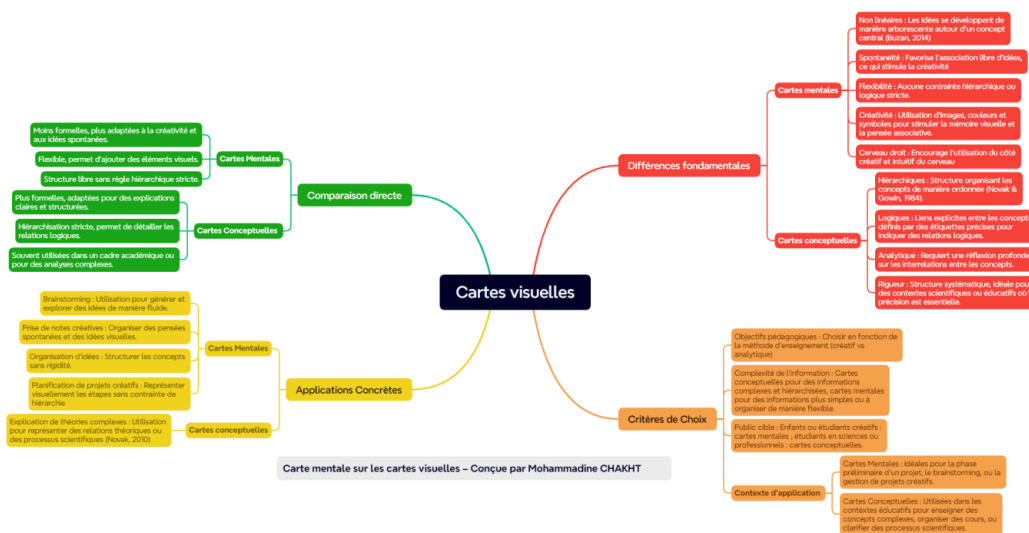 Cartes visuelles
Différences fondamentales
Cartes mentales
Non linéaires : Les idées se développent de
manière arborescente autour d'un concept
central (Buzan, 2014)
Spontanéité : Favorise l'association libre d'idées,
ce qui stimule la créativité
Flexibilité : Aucune contrainte hiérarchique ou
logique stricte.
Créativité : Utilisation d'images, couleurs et
symboles pour stimuler la mémoire visuelle et
la pensée associative.
Cerveau droit : Encourage l'utilisation du côté
créatif et intuitif du cerveau
Cartes conceptuelles
Hiérarchiques : Structure organisant les
concepts de manière ordonnée (Novak &
Gowin, 1984).
Logiques : Liens explicites entre les concept
définis par des étiquettes précises pour
indiquer des relations logiques.
Analytique : Requiert une réflexion profonde
sur les interrelations entre les concepts.
Rigueur : Structure systématique, idéale pou
des contextes scientifiques ou éducatifs où l
précision est essentielle.
Critères de Choix
Objectifs pédagogiques : Choisir en fonction de
la méthode d'enseignement (créatif vs
analytique)
Complexité de l'information : Cartes
conceptuelles pour des informations
complexes et hiérarchisées, cartes mentales
pour des informations plus simples ou à
organiser de manière flexible.
Public cible : Enfants ou étudiants créatifs :
cartes mentales ; étudiants en sciences ou
professionnels : cartes conceptuelles.
Contexte d'application
Cartes Mentales : Idéales pour la phase
préliminaire d'un projet, le brainstorming, ou la
gestion de projets créatifs.
Cartes Conceptuelles : Utilisées dans les
contextes éducatifs pour enseigner des
concepts complexes, organiser des cours, ou
clarifier des processus scientifiques.
Comparaison directe
Cartes Mentales
Moins formelles, plus adaptées à la créativité et
aux idées spontanées.
Flexible, permet d'ajouter des éléments visuels.
Structure libre sans règle hiérarchique stricte.
Cartes Conceptuelles
Plus formelles, adaptées pour des explications
claires et structurées.
Hiérarchisation stricte, permet de détailler les
relations logiques.
Souvent utilisées dans un cadre académique ou
pour des analyses complexes.
Applications Concrètes
Cartes Mentales
Brainstorming : Utilisation pour générer et
explorer des idées de manière fluide.
Prise de notes créatives : Organiser des pensées
spontanées et des idées visuelles.
Organisation d'idées : Structurer les concepts
sans rigidité.
Planification de projets créatifs : Représenter
visuellement les étapes sans contrainte de
hiérarchie
Cartes conceptuelles
Explication de théories complexes : Utilisation
pour représenter des relations théoriques ou
des processus scientifiques (Novak, 2010)
Carte mentale sur les cartes visuelles – Conçue par Mohammadine CHAKHT